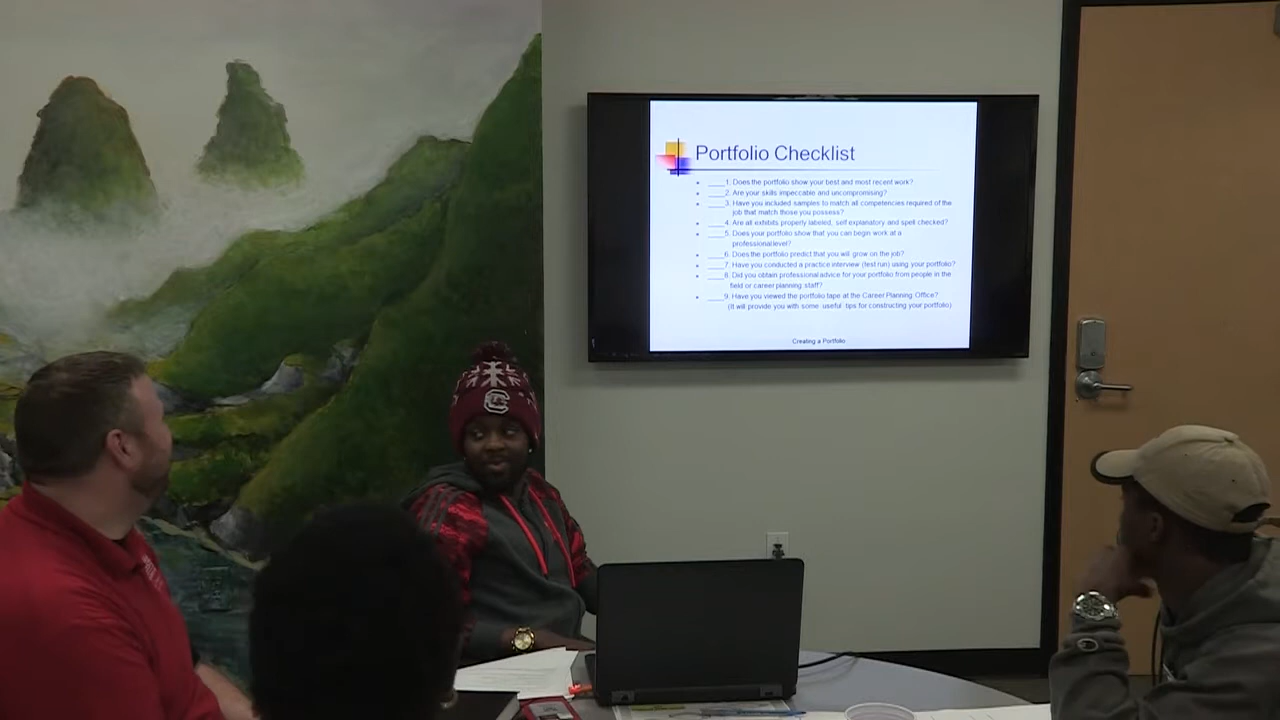 Portfolio Checklist
____1. Does the portfolio show your best and most recent work?
____2. Are your skills impeccable and uncompromising?
____3. Have you included samples to match all competencies required of the
job that match those you possess?
____4. Are all exhibits properly labeled, self explanatory and spell checked?
____5. Does your portfolio show that you can begin work at a
professional level?
____6. Does the portfolio predict that you will grow on the job?
____7. Have you conducted a practice interview (test run) using your portfolio?
____8. Did you obtain professional advice for your portfolio from people in the
field or career planning staff?
____9. Have you viewed the portfolio tape at the Career Planning Office?
(It will provide you with some useful tips for constructing your portfolio)
Creating a Portfolio
C